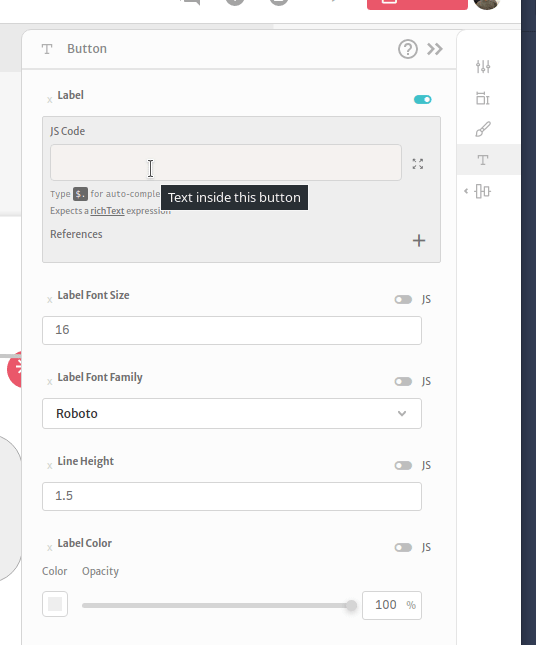 T Button
x Label
JS Code
Type $. for auto-comple
Text inside this button
Expects a richText expression
References
x Label Font Size
JS
16
x Label Font Family
JS
Roboto
x Line Height
JS
1.5
x Label Color
JS
Color Opacity
100 %